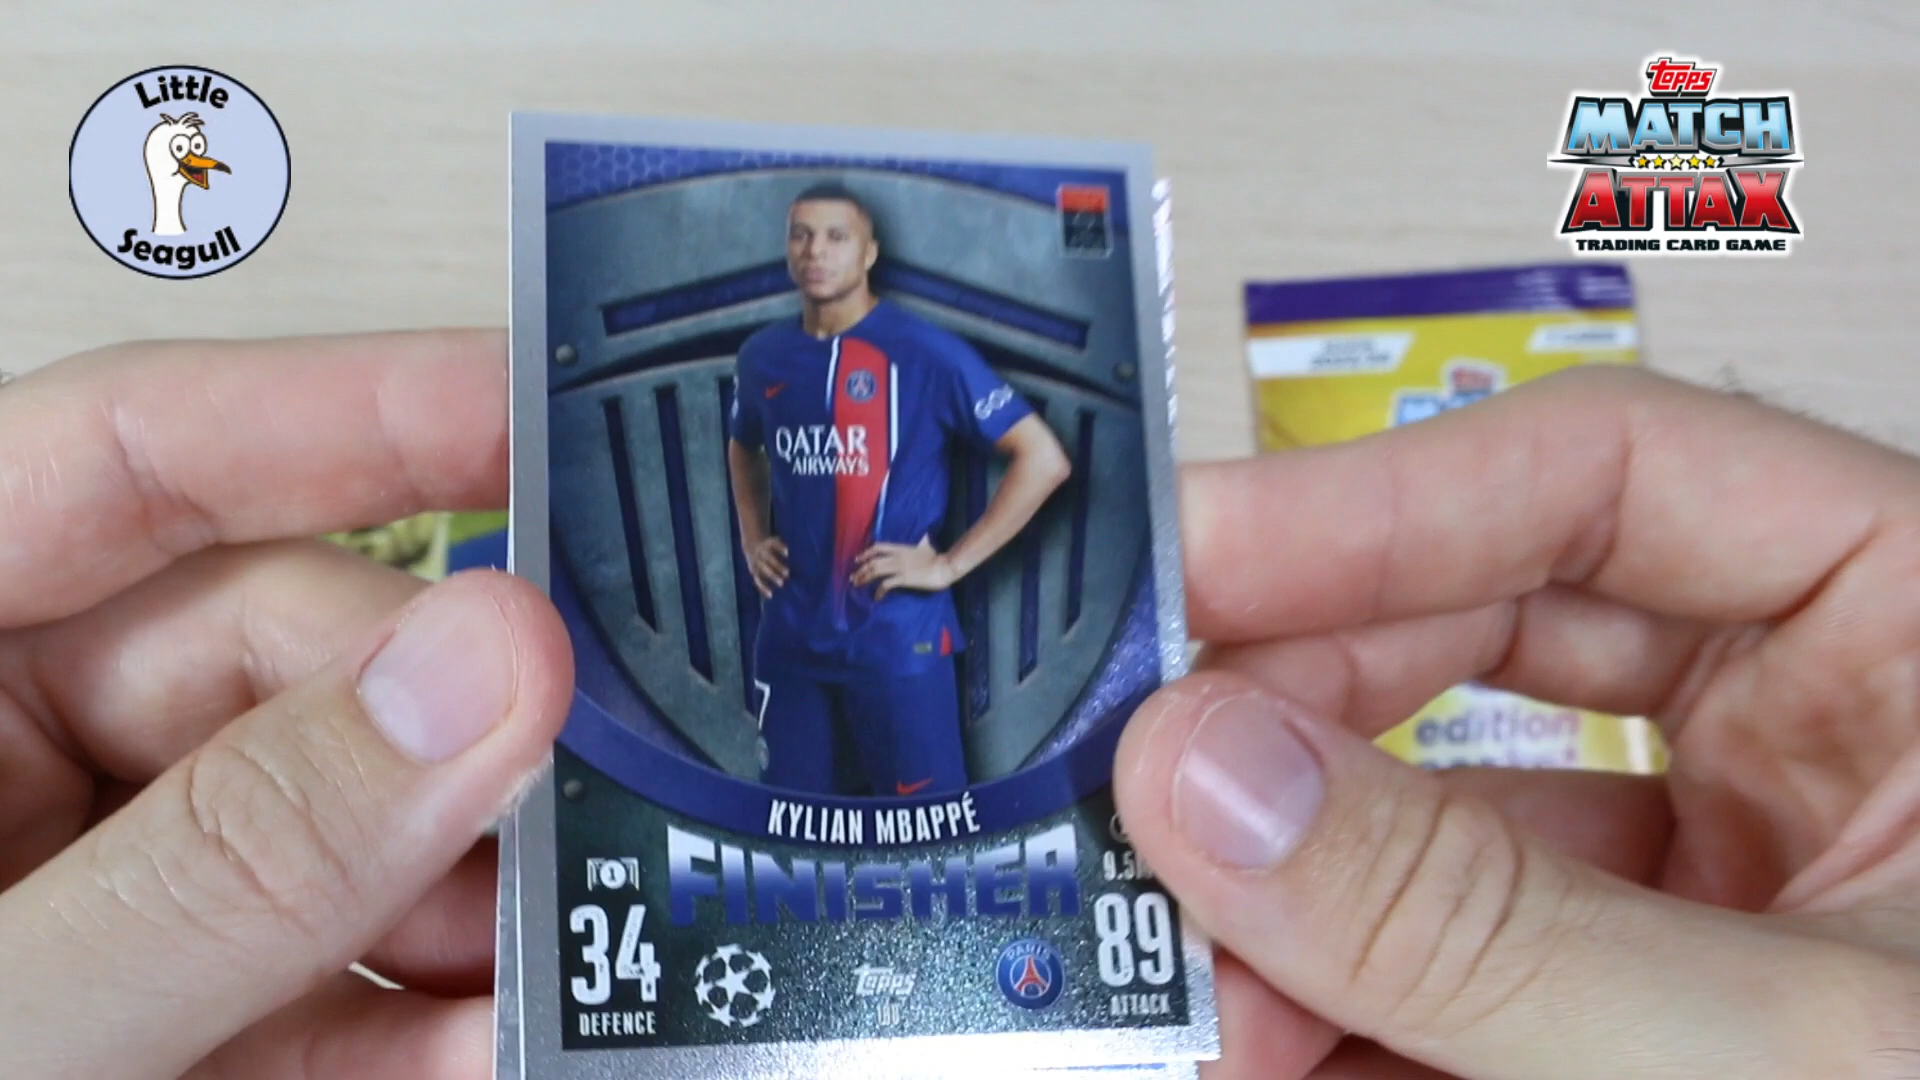 Little
Seagull
topps
MATCH
ATTAX
TRADING CARD GAME
QATAR
AIRWAYS
KYLIAN MBAPPÉ
FINISHER
1
34
DEFENCE
topps
PARIS
89
ATTACK
edition